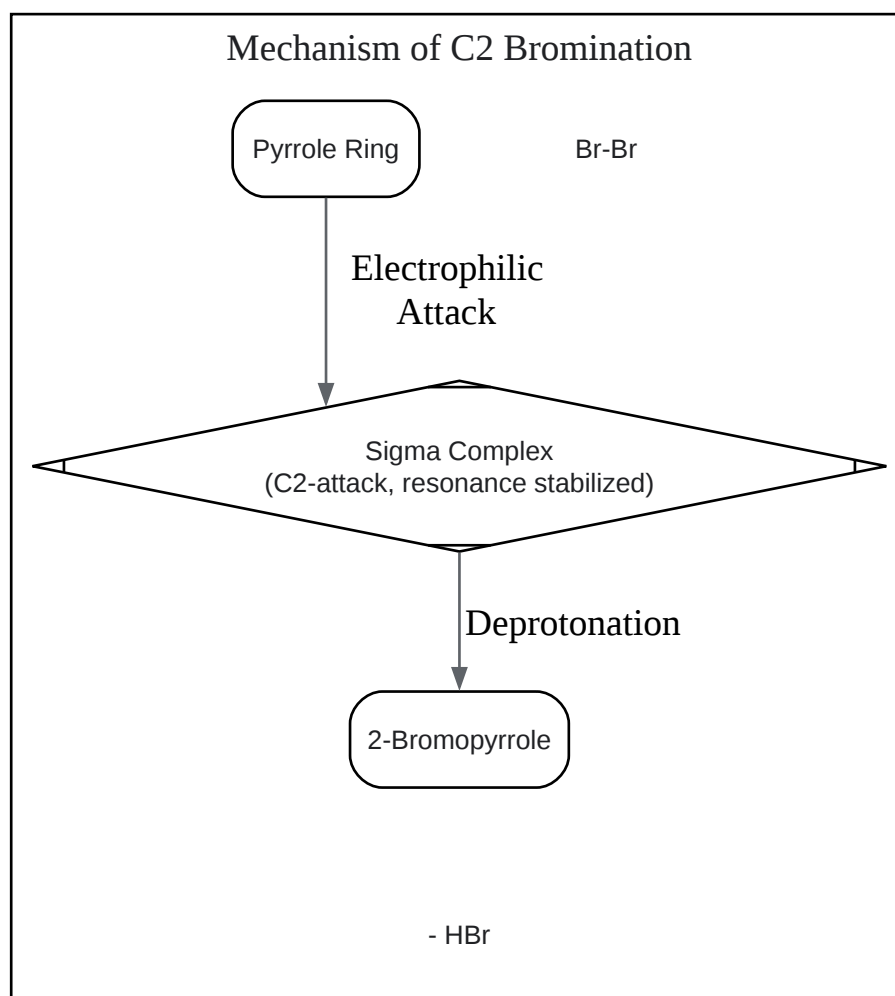 Mechanism of C2 Bromination
Pyrrole Ring
Br-Br
Electrophilic
Attack
Sigma Complex
(C2-attack, resonance stabilized)
Deprotonation
2-Bromopyrrole
- HBr